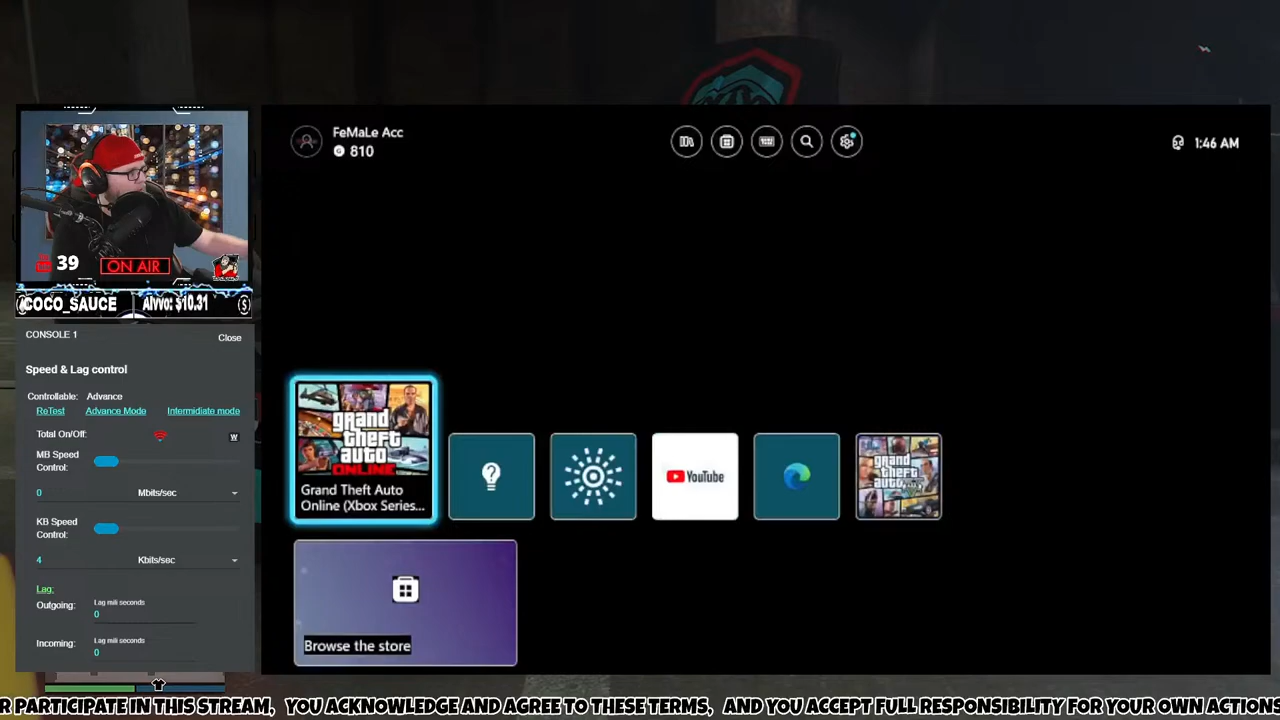 FeMaLe Acc
G 810
1:46 AM
39
ON AIR
COCO_SAUCE
Alvvo: $10.31
CONSOLE 1
Close
Speed & Lag control
Controllable: Advance
ReTest
Advance Mode
Intermidiate mode
Total On/Off:
W
MB Speed
Control:
0
Mbits/sec
KB Speed
Control:
4
Kbits/sec
Lag:
Outgoing:
Lag mili seconds
0
Incoming:
Lag mili seconds
0
grand
theft
auto
ONLINE
Grand Theft Auto
Online (Xbox Series...
YouTube
grand
theft
auto
Browse the store
R PARTICIPATE IN THIS STREAM, YOU ACKNOWLEDGE AND AGREE TO THESE TERMS, AND YOU ACCEPT FULL RESPONSIBILITY FOR YOUR OWN ACTIONS